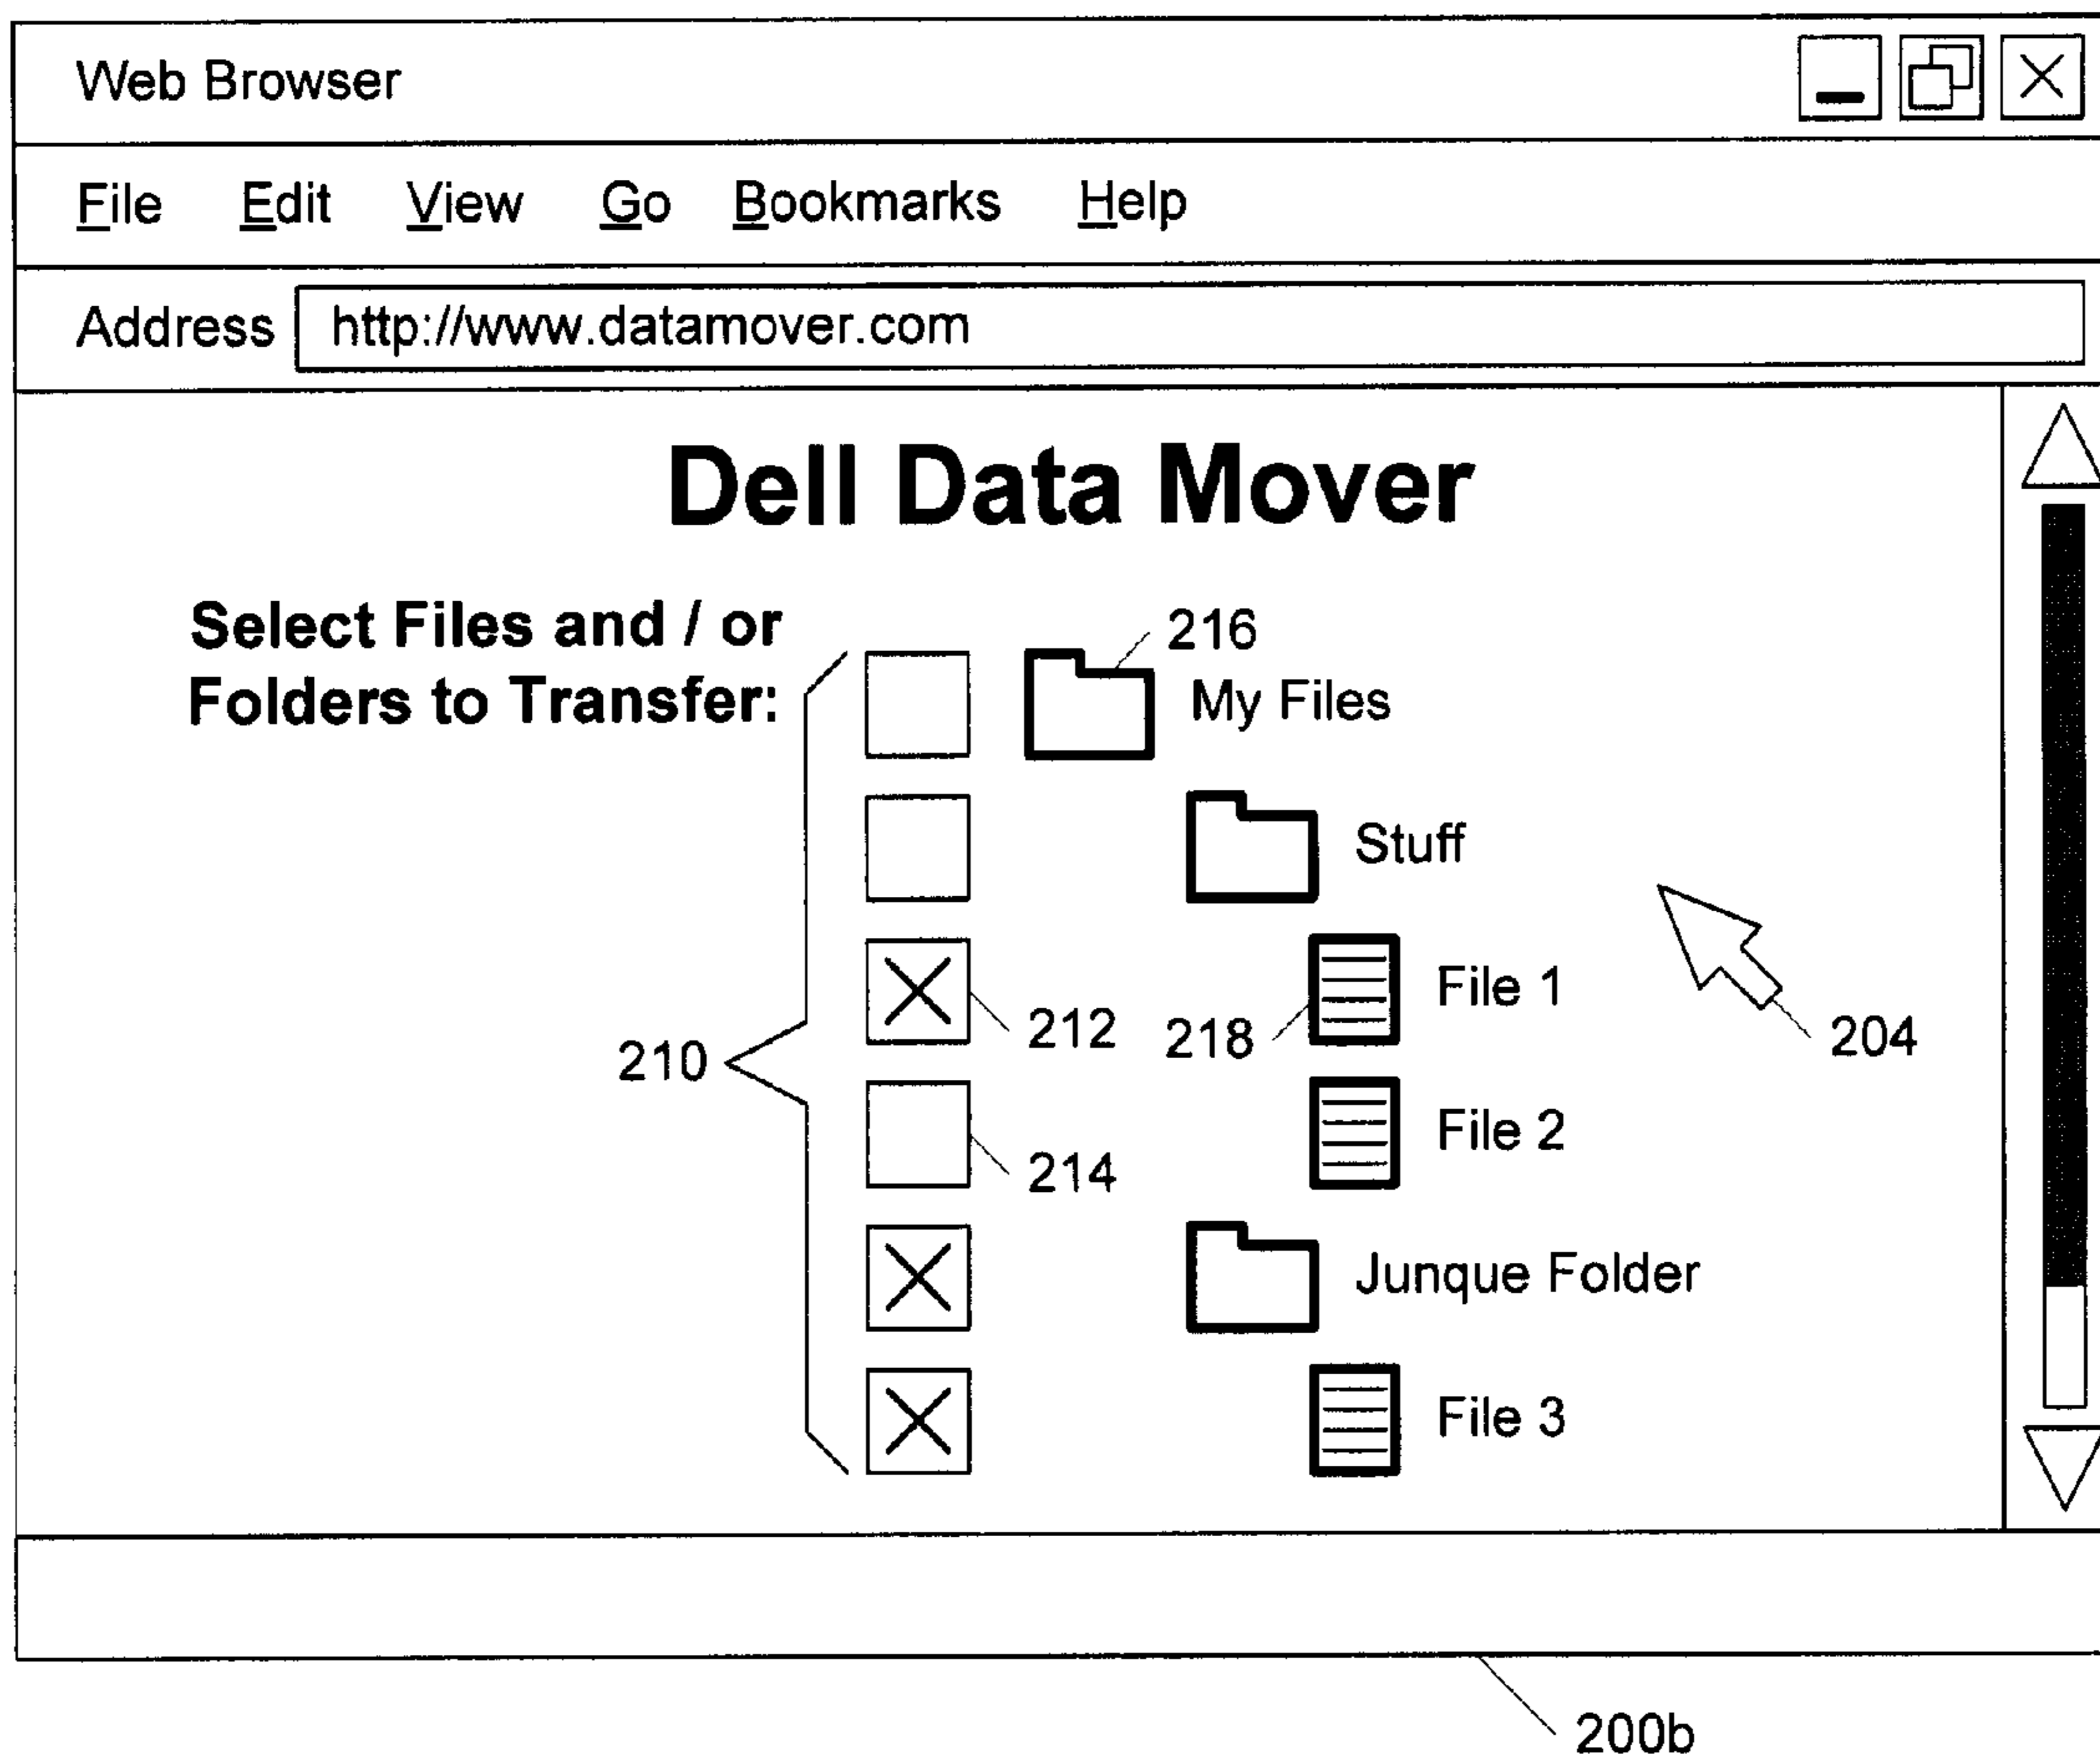 Web Browser
File Edit View Go Bookmarks Help
Address http://www.datamover.com
Dell Data Mover
Select Files and / or
Folders to Transfer:
216
My Files
Stuff
File 1
212
218
204
210
File 2
214
Junque Folder
File 3
200b